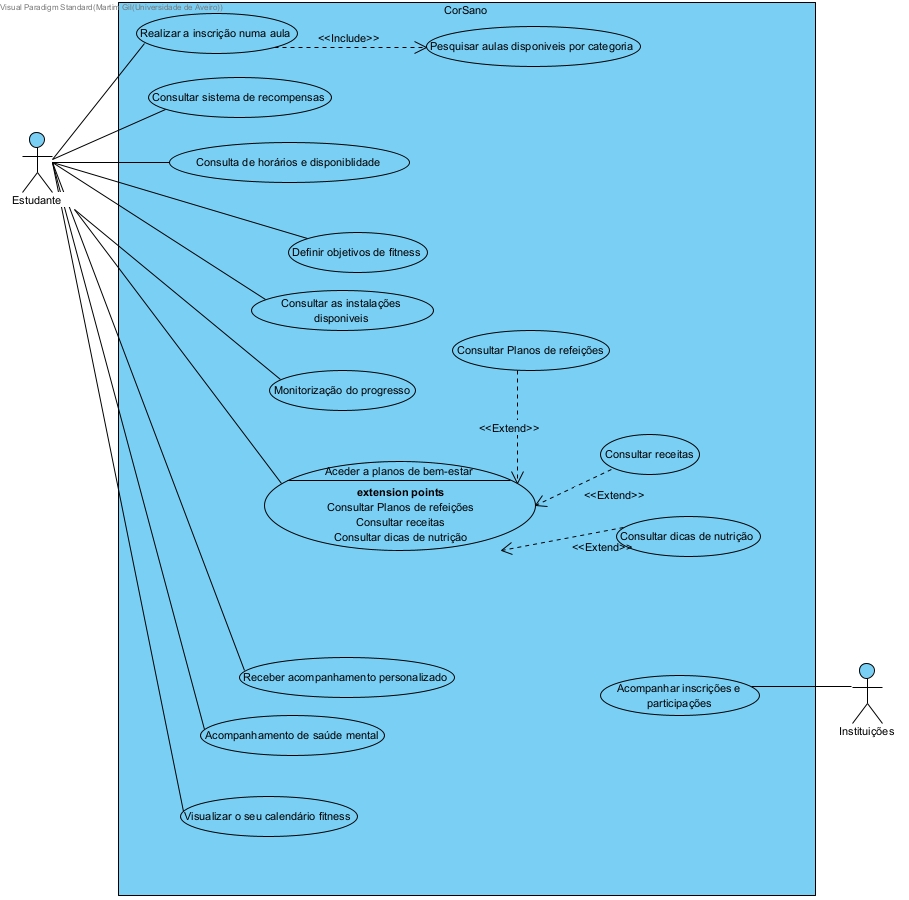 Visual Paradigm Standard(Martim Gil(Universidade de Aveiro))
CorSano
Realizar a inscrição numa aula
<<Include>>
Pesquisar aulas disponiveis por categoria
Consultar sistema de recompensas
Consulta de horários e disponiblidade
Estudante
Definir objetivos de fitness
Consultar as instalações
disponiveis
Consultar Planos de refeições
Monitorização do progresso
<<Extend>>
Consultar receitas
Aceder a planos de bem-estar
extension points
Consultar Planos de refeições
Consultar receitas
Consultar dicas de nutrição
<<Extend>>
Consultar dicas de nutrição
<<Extend>>
Receber acompanhamento personalizado
Acompanhar inscrições e
participações
Instituições
Acompanhamento de saúde mental
Visualizar o seu calendário fitness